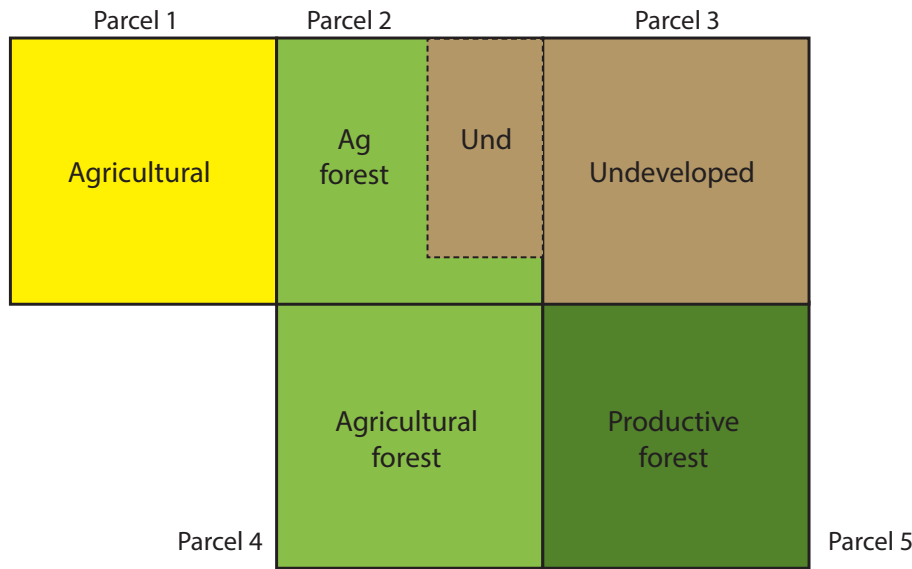 Parcel 1
Parcel 2
Parcel 3
Agricultural
Ag
forest
Und
Undeveloped
Agricultural
forest
Productive
forest
Parcel 4
Parcel 5